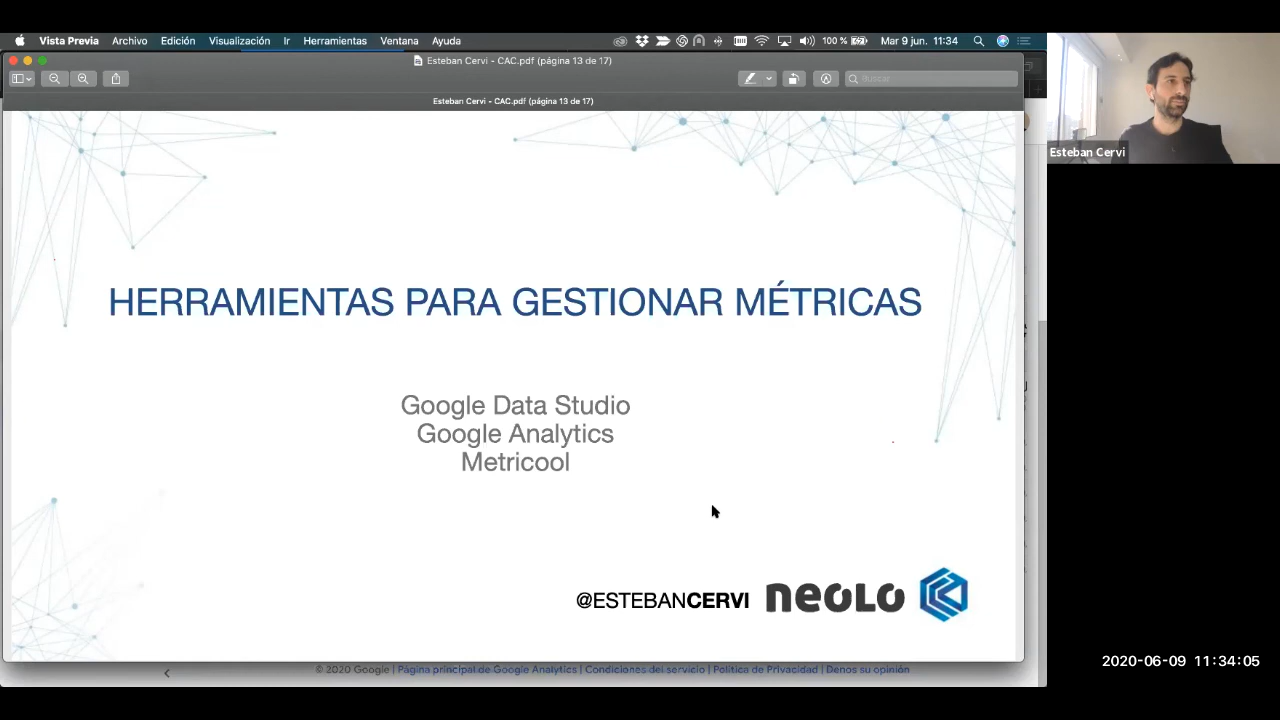 Vista Previa Archivo Edición Visualización Ir Herramientas Ventana Ayuda 100 % Mar 9 jun. 11:34
Esteban Cervi - CAC.pdf (página 13 de 17)
Buscar
Esteban Cervi - CAC.pdf (página 13 de 17)
Esteban Cervi
HERRAMIENTAS PARA GESTIONAR MÉTRICAS
Google Data Studio
Google Analytics
Metricool
@ESTEBANCERVI neolo
© 2020 Google | Página principal de Google Analytics | Condiciones del servicio | Política de Privacidad | Denos su opinión
2020-06-09 11:34:05